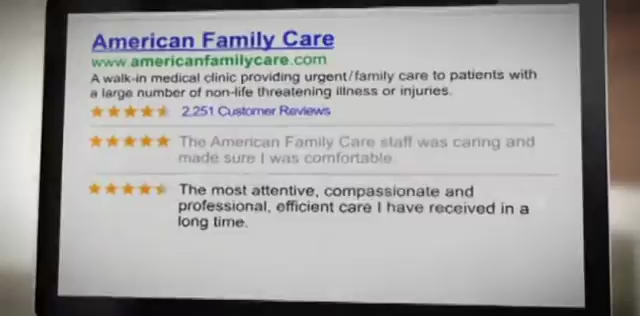 American Family Care
www.americanfamilycare.com
A walk-in medical clinic providing urgent/family care to patients with
a large number of non-life threatening illness or injuries.
2,251 Customer Reviews
The American Family Care staff was caring and
made sure I was comfortable.
The most attentive, compassionate and
professional, efficient care I have received in a
long time.